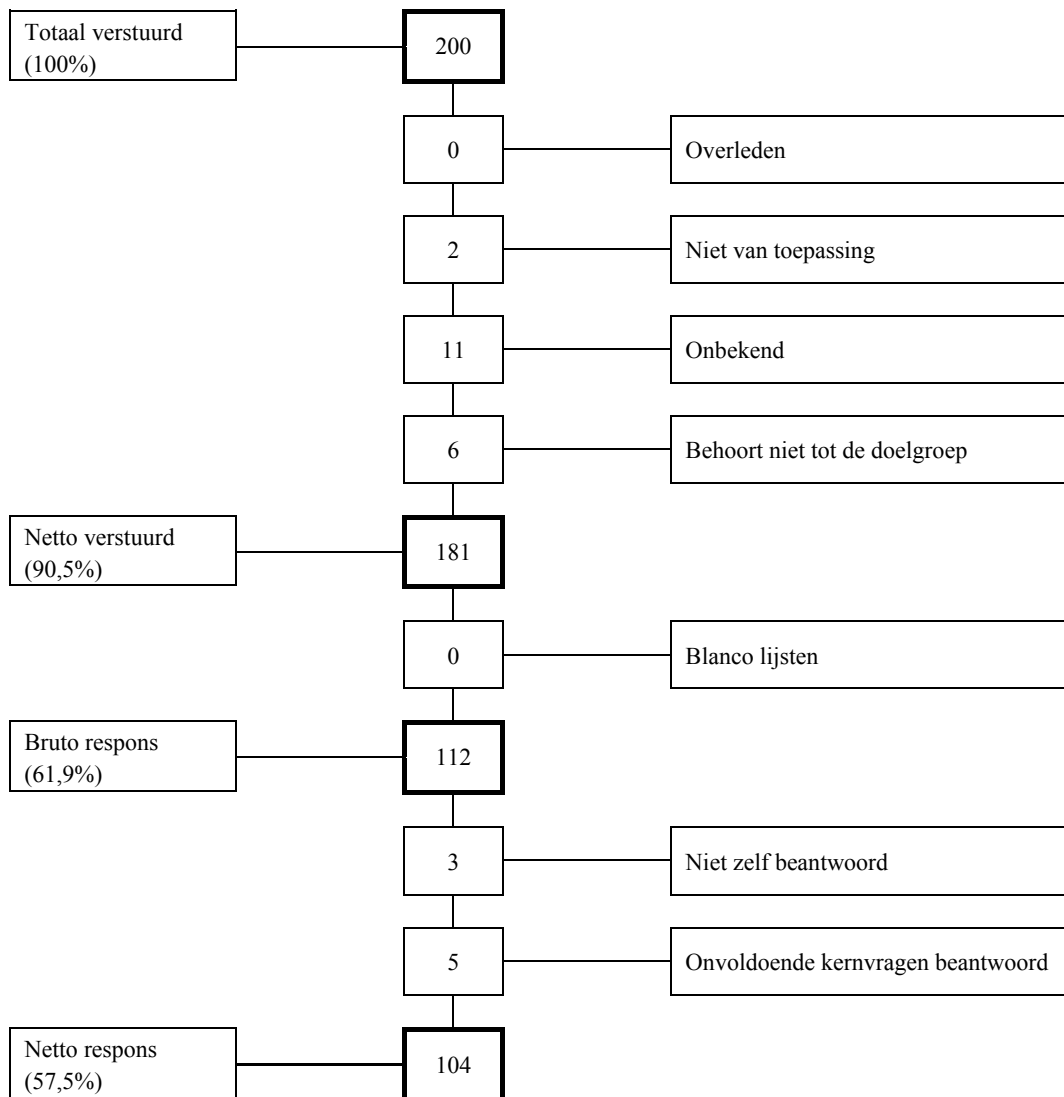 Totaal verstuurd
(100%)
200
0
Overleden
2
Niet van toepassing
11
Onbekend
6
Behoort niet tot de doelgroep
Netto verstuurd
(90,5%)
181
0
Blanco lijsten
Bruto respons
(61,9%)
112
3
Niet zelf beantwoord
5
Onvoldoende kernvragen beantwoord
Netto respons
(57,5%)
104